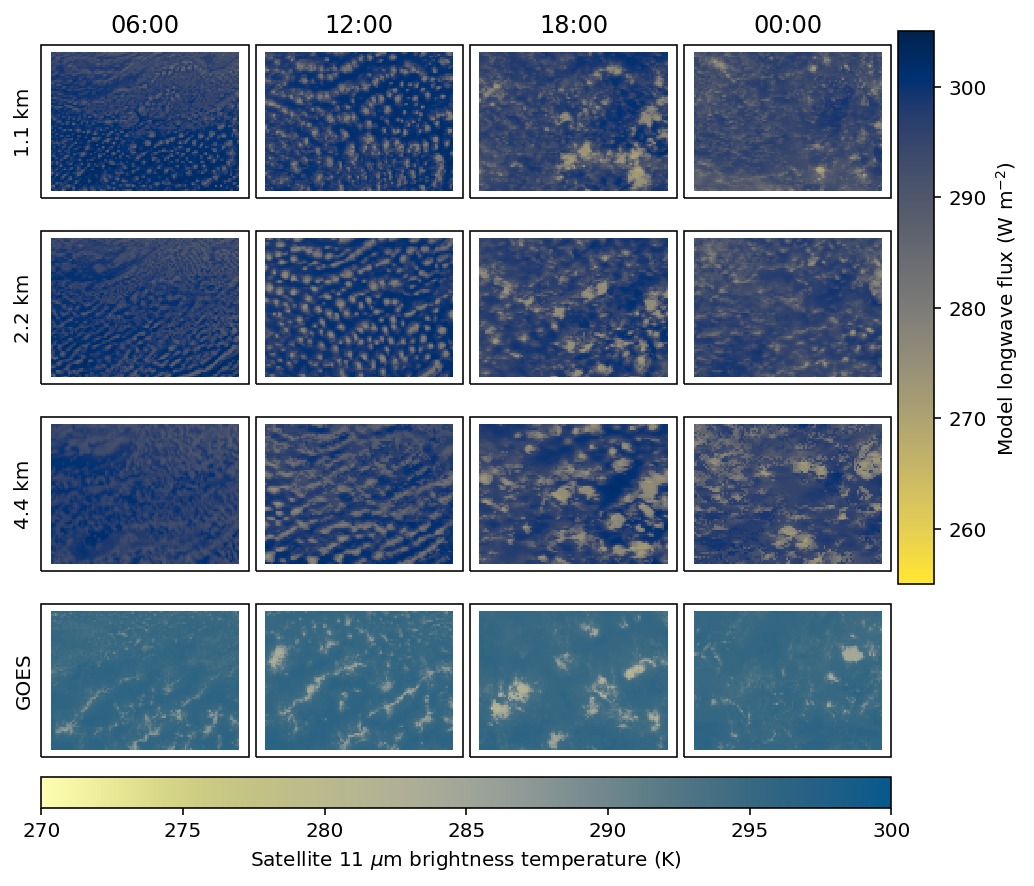 06:00 12:00 18:00 00:00
1.1 km
2.2 km
4.4 km
GOES
300
290
280
270
260
Model longwave flux (W m⁻²)
270 275 280 285 290 295 300
Satellite 11 μm brightness temperature (K)